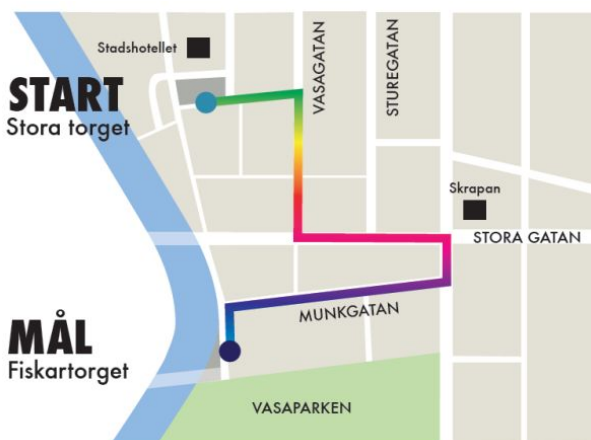 Stadshotellet
START
Stora torget
VASAGATAN
STUREGATAN
Skrapan
STORA GATAN
MUNKGATAN
MÅL
Fiskartorget
VASAPARKEN